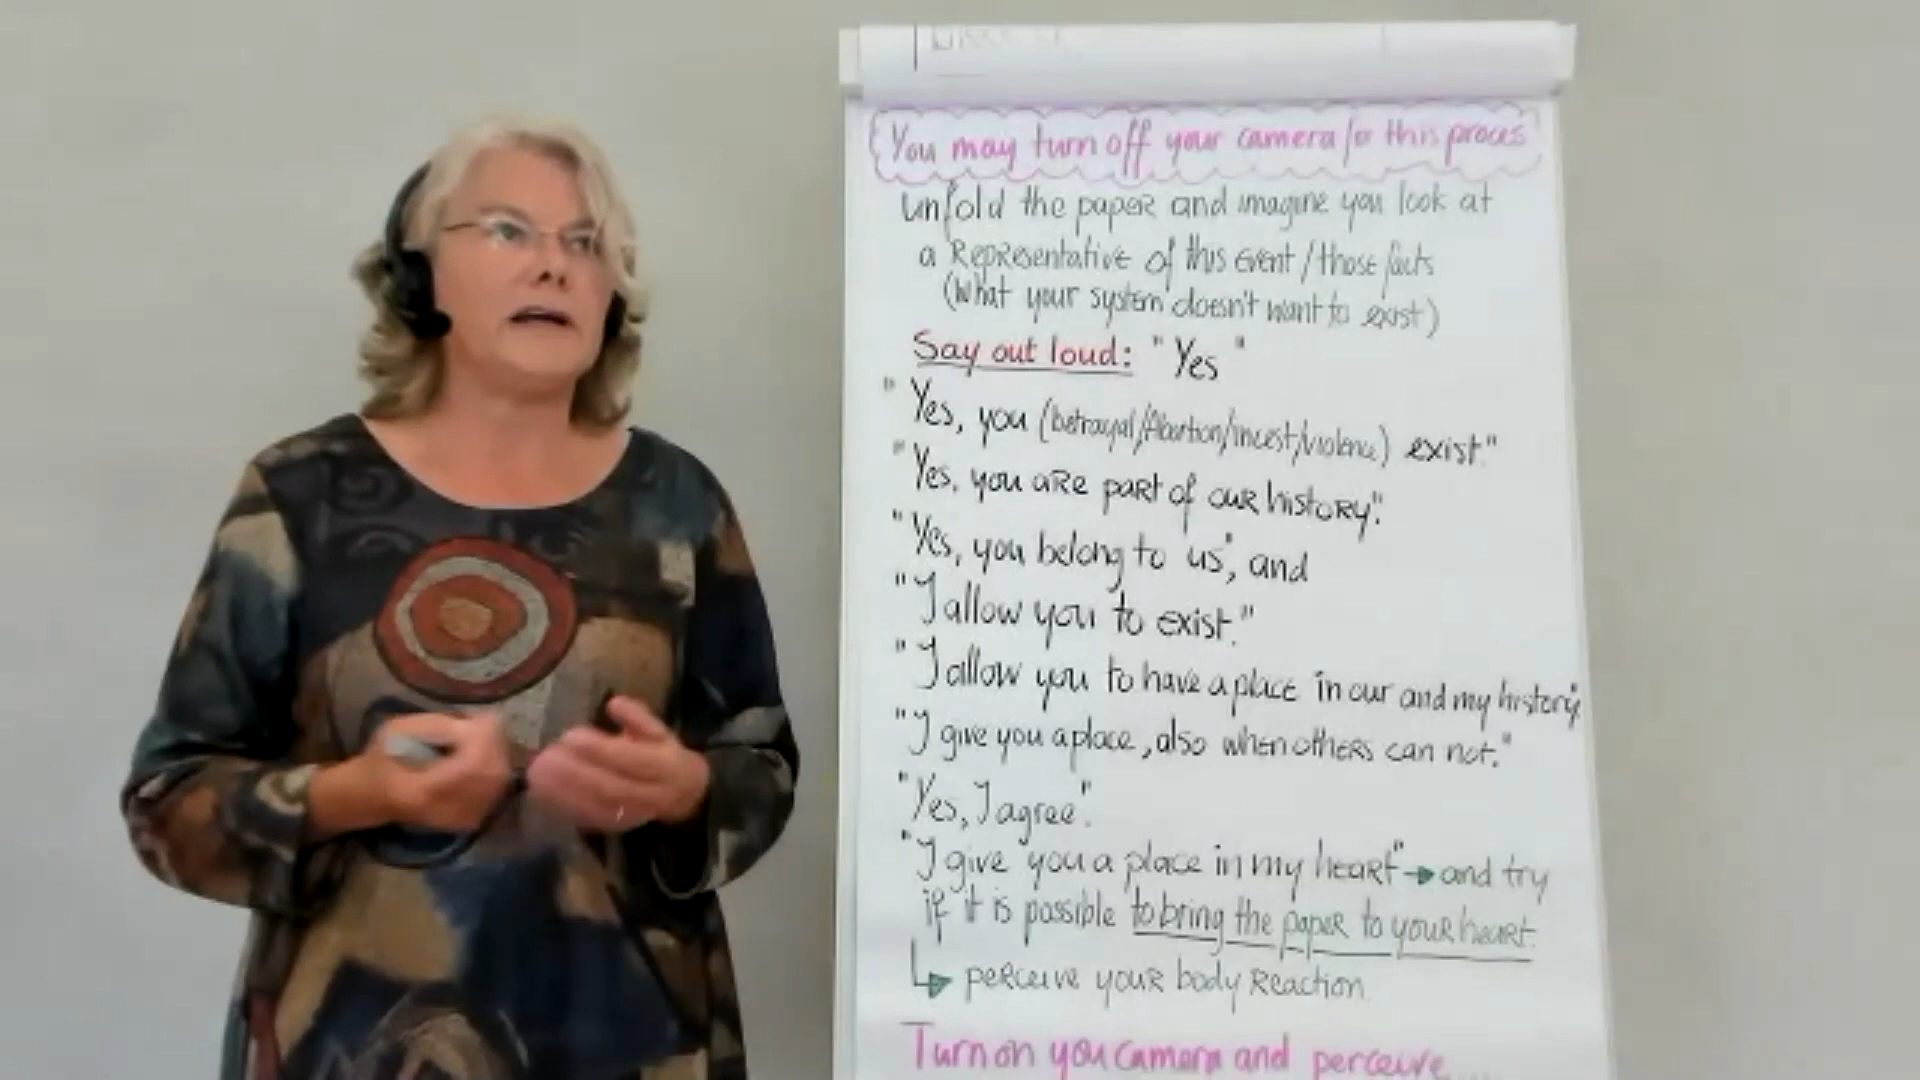 You may turn off your camera for this proces
unfold the paper and imagine you look at
a Representative of this event / those facts
(what your system doesn't want to exist)
Say out loud: "Yes"
"Yes, you (betrayal/Abortion/incest/violence) exist."
"Yes, you are part of our history".
"Yes, you belong to us", and
"I allow you to exist."
"I allow you to have a place in our and my history"
"I give you a place, also when others can not."
"Yes, I agree".
"I give you a place in my heart" → and try
if it is possible to bring the paper to your heart.
↳ perceive your body reaction.
Turn on you camera and perceive...